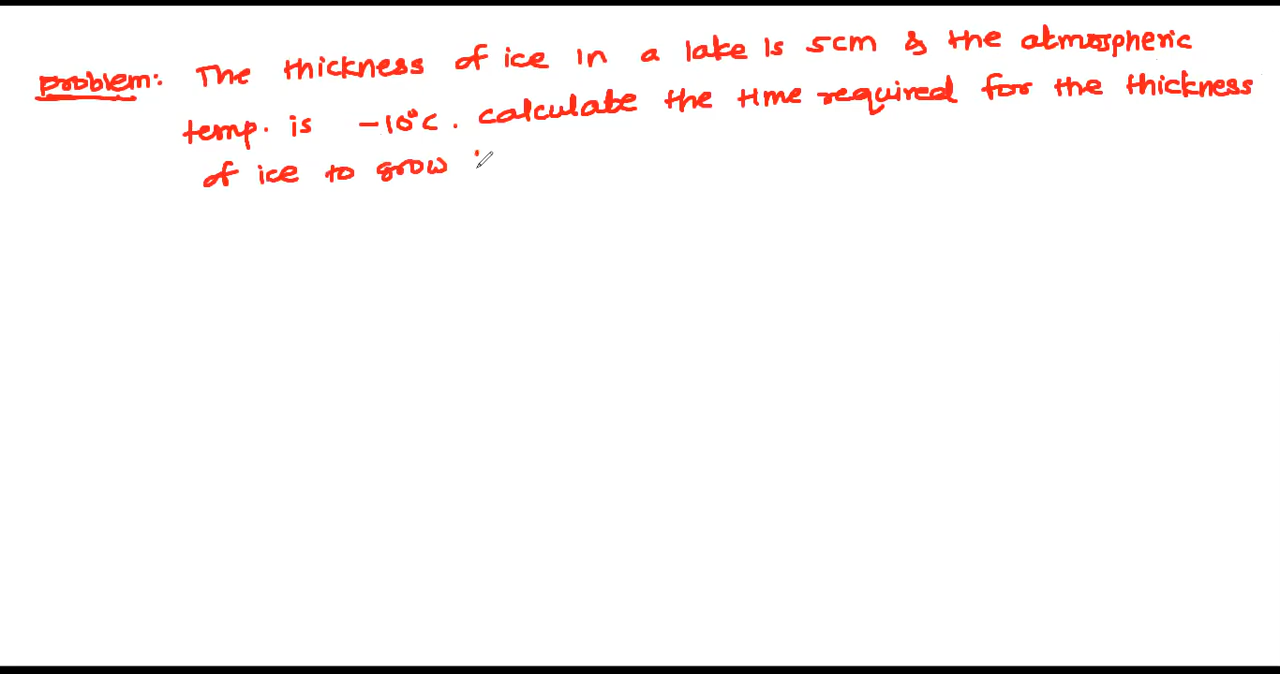 Problem: The thickness of ice in a lake is 5cm & the atmospheric
temp. is -10°C. calculate the time required for the thickness
of ice to grow